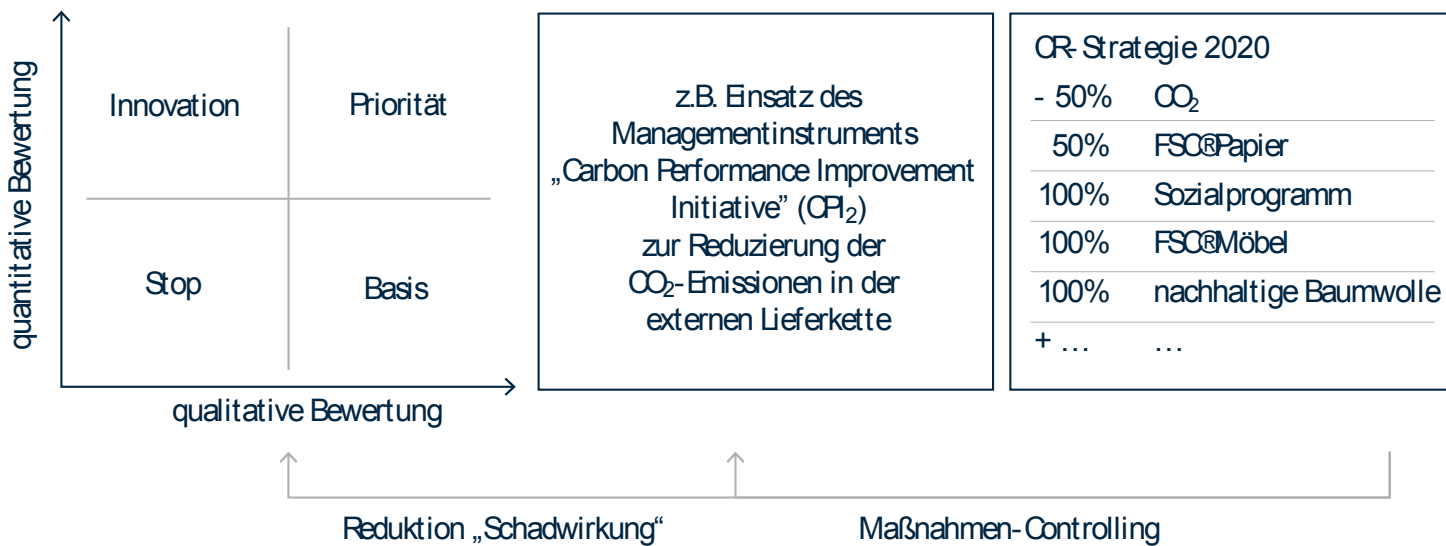 quantitative Bewertung
Innovation
Priorität
Stop
Basis
qualitative Bewertung
z.B. Einsatz des
Managementinstruments
„Carbon Performance Improvement
Initiative” (CPI₂)
zur Reduzierung der
CO₂-Emissionen in der
externen Lieferkette
CR-Strategie 2020
- 50% CO₂
50% FSC®Papier
100% Sozialprogramm
100% FSC®Möbel
100% nachhaltige Baumwolle
+ … …
Reduktion „Schadwirkung“
Maßnahmen-Controlling